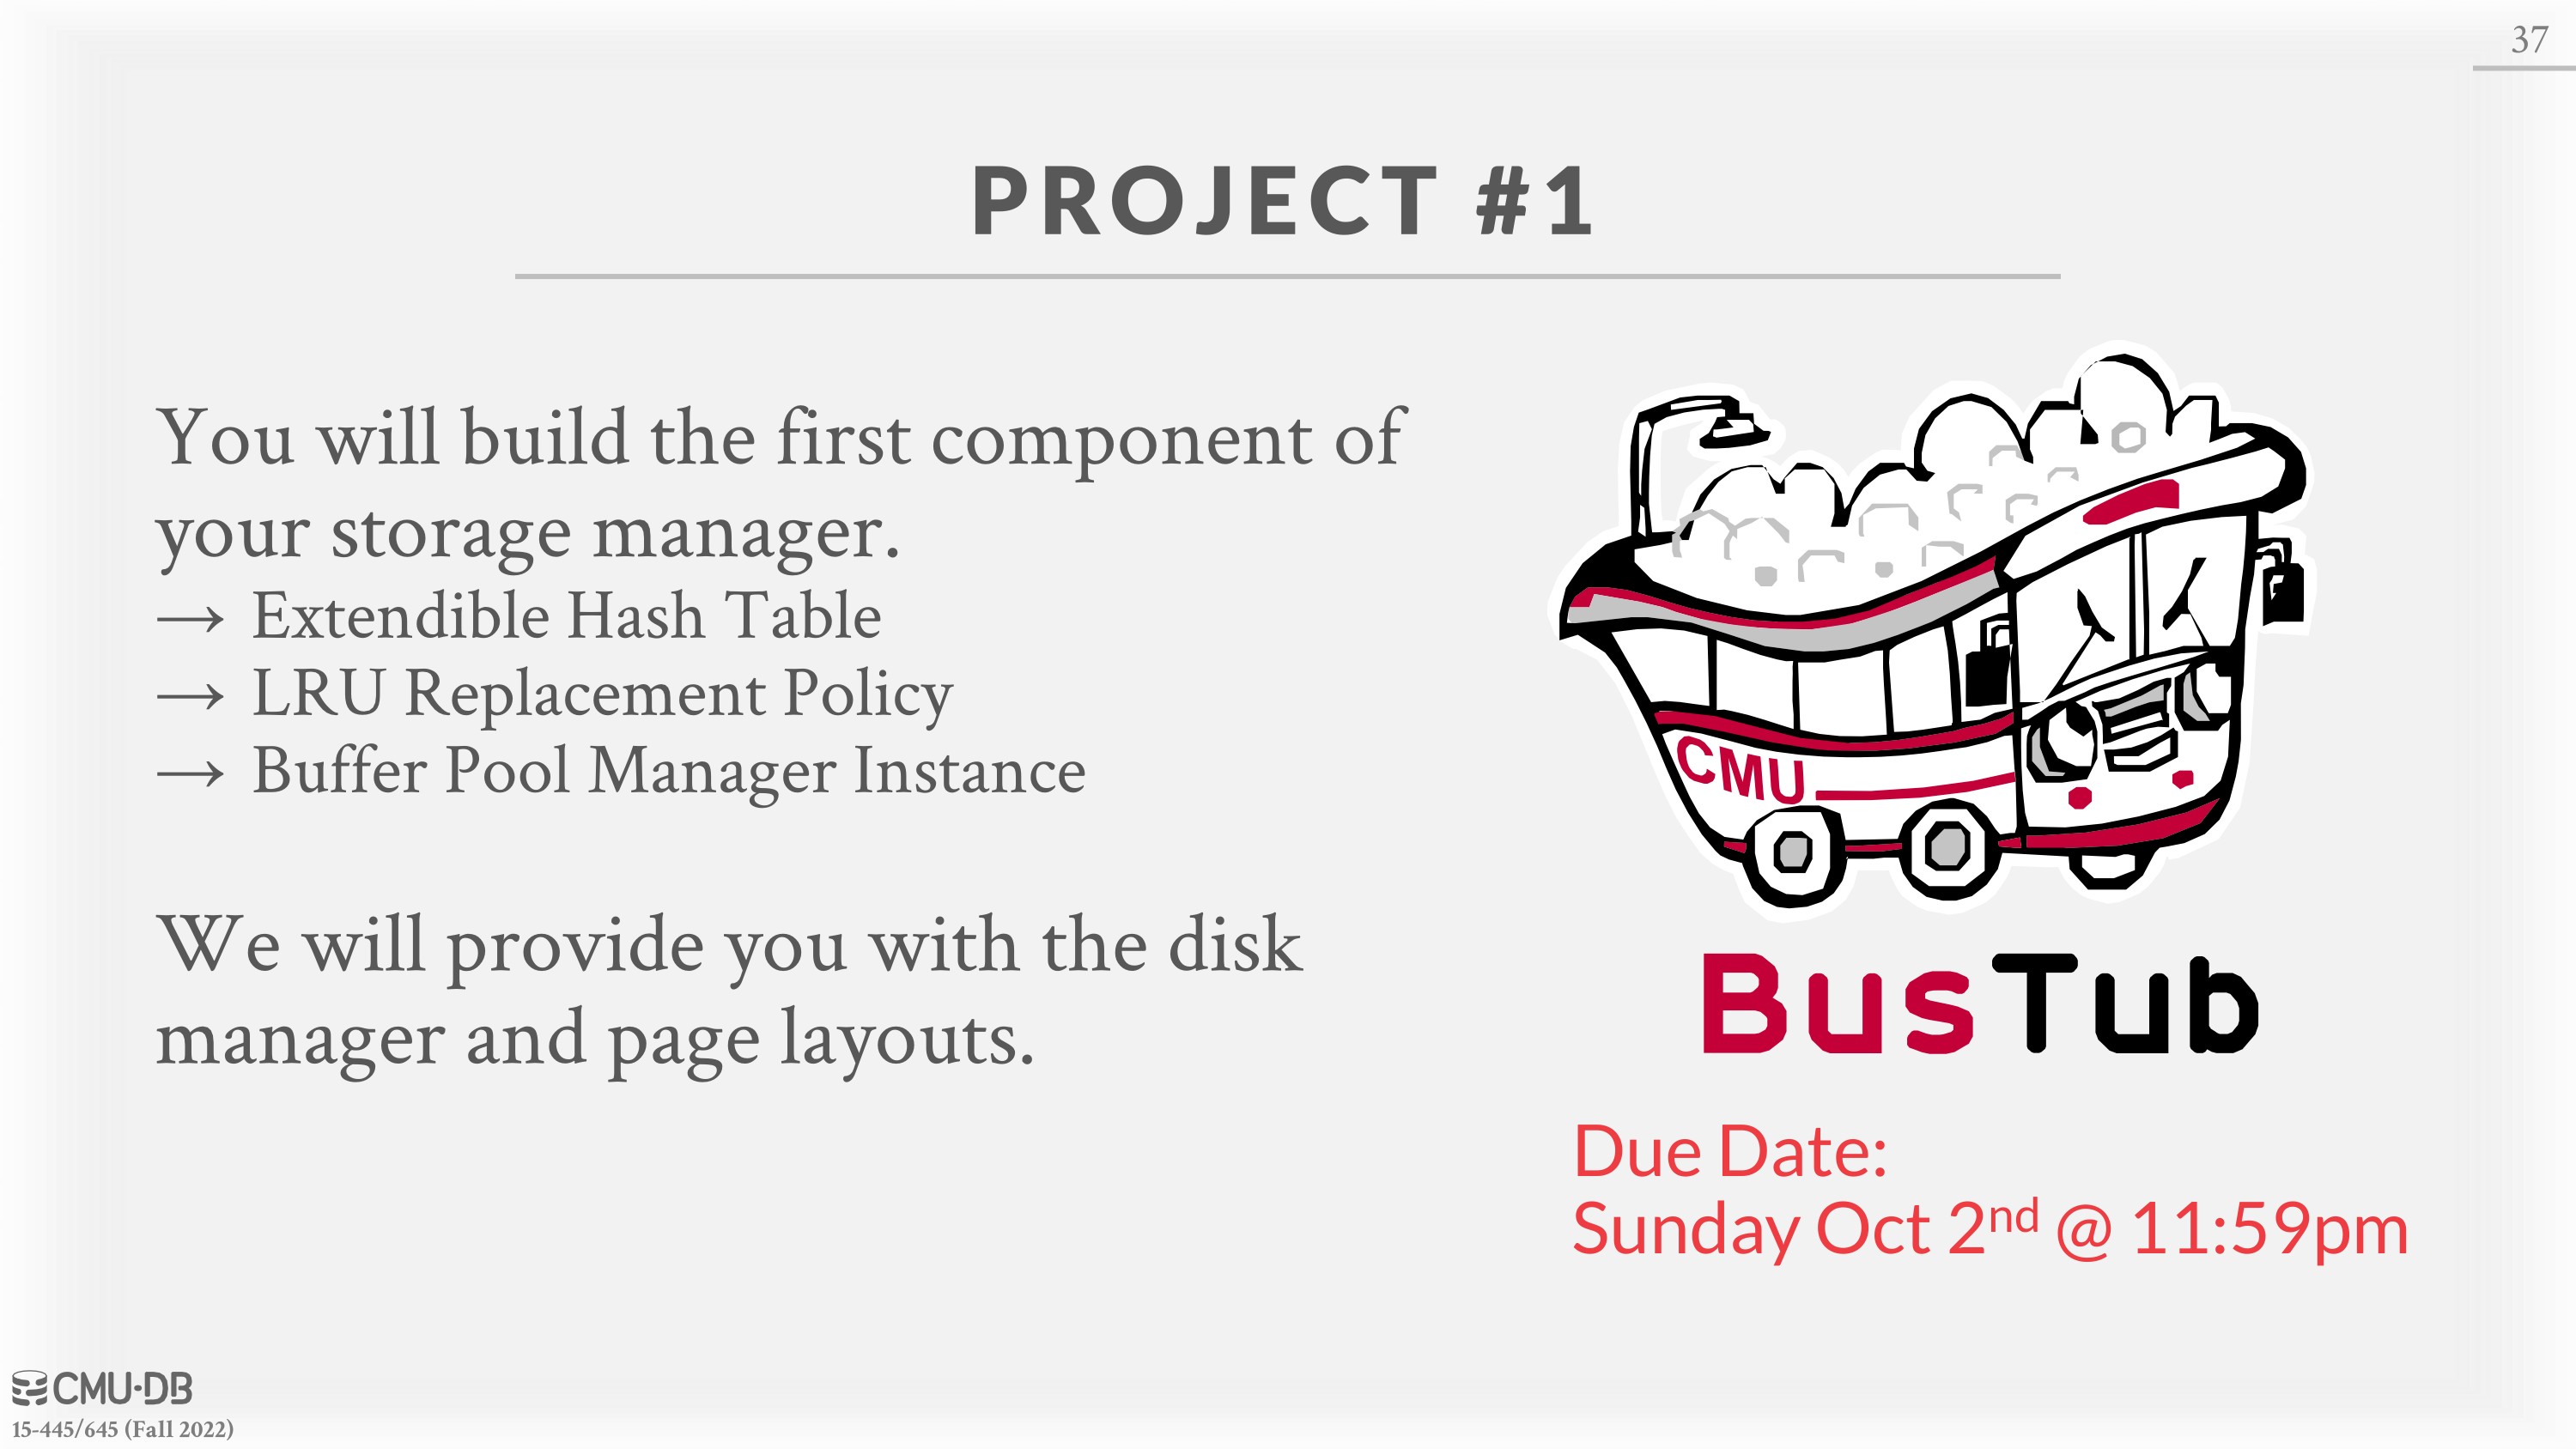 37
PROJECT #1
You will build the first component of
your storage manager.
→ Extendible Hash Table
→ LRU Replacement Policy
→ Buffer Pool Manager Instance
We will provide you with the disk
manager and page layouts.
CMU
BusTub
Due Date:
Sunday Oct 2nd @ 11:59pm
CMU·DB
15-445/645 (Fall 2022)